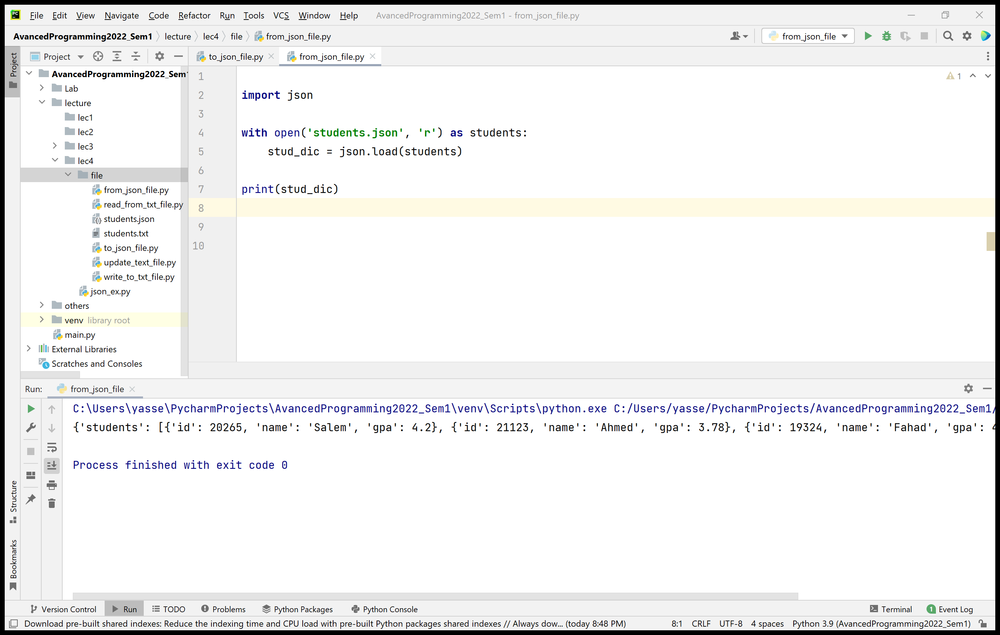 PC File Edit View Navigate Code Refactor Run Tools VCS Window Help AvancedProgramming2022_Sem1 - from_json_file.py
AvancedProgramming2022_Sem1 lecture lec4 file from_json_file.py from_json_file
Project
Project
to_json_file.py from_json_file.py
AvancedProgramming2022_Sem1
Lab
lecture
lec1
lec2
lec3
lec4
file
from_json_file.py
read_from_txt_file.py
students.json
students.txt
to_json_file.py
update_text_file.py
write_to_txt_file.py
json_ex.py
others
venv library root
main.py
External Libraries
Scratches and Consoles
1
1
2 import json
3
4 with open('students.json', 'r') as students:
5 stud_dic = json.load(students)
6
7 print(stud_dic)
8
9
10
Run: from_json_file
C:\Users\yasse\PycharmProjects\AvancedProgramming2022_Sem1\venv\Scripts\python.exe C:/Users/yasse/PycharmProjects/AvancedProgramming2022_Sem1/
{'students': [{'id': 20265, 'name': 'Salem', 'gpa': 4.2}, {'id': 21123, 'name': 'Ahmed', 'gpa': 3.78}, {'id': 19324, 'name': 'Fahad', 'gpa': 4
Process finished with exit code 0
Structure
Bookmarks
Version Control Run TODO Problems Python Packages Python Console Terminal 1 Event Log
Download pre-built shared indexes: Reduce the indexing time and CPU load with pre-built Python packages shared indexes // Always dow... (today 8:48 PM) 8:1 CRLF UTF-8 4 spaces Python 3.9 (AvancedProgramming2022_Sem1)